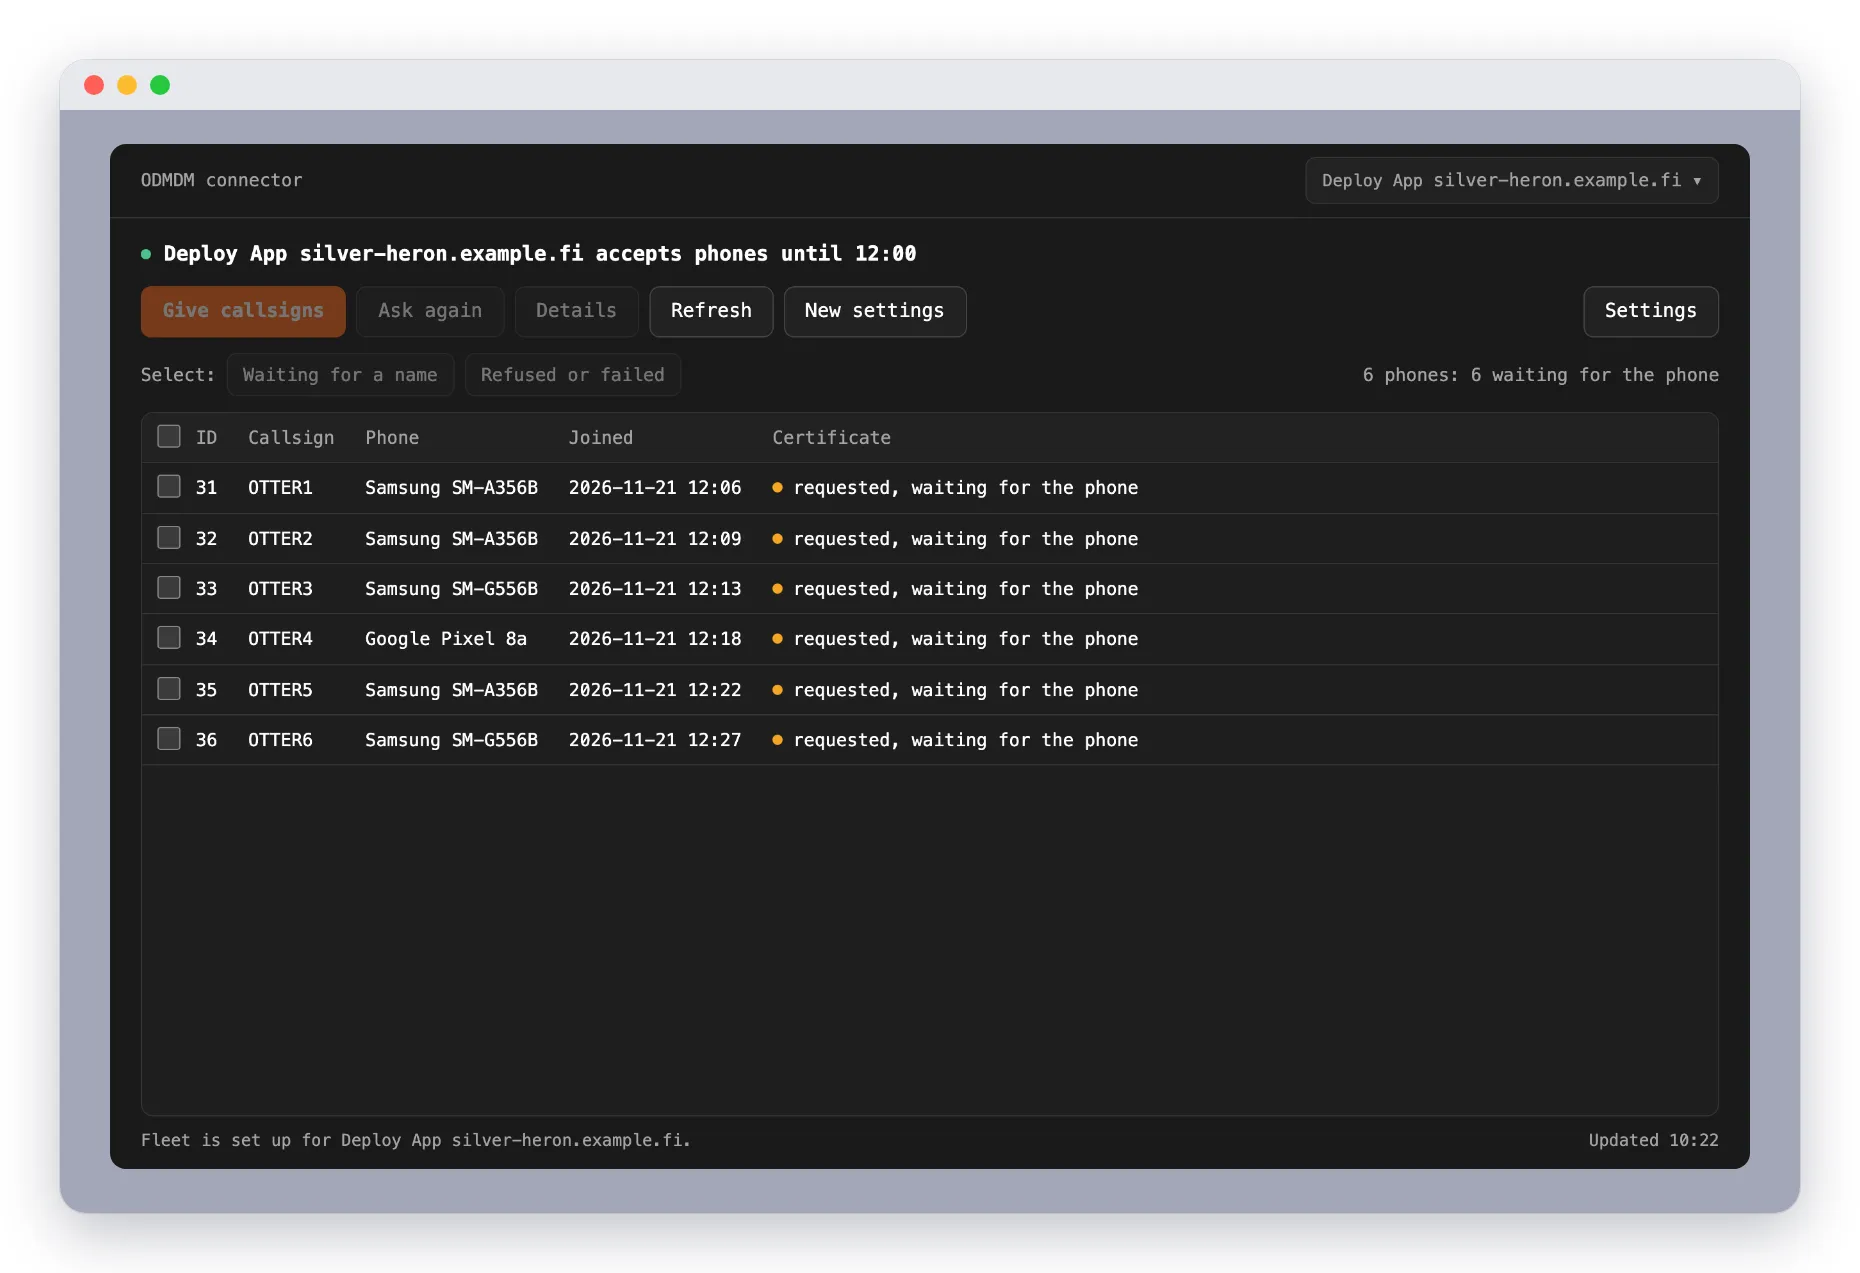 ODMDM connector
Deploy App silver-heron.example.fi ▾
Deploy App silver-heron.example.fi accepts phones until 12:00
Give callsigns Ask again Details Refresh New settings Settings
Select: Waiting for a name Refused or failed 6 phones: 6 waiting for the phone
ID Callsign Phone Joined Certificate
31 OTTER1 Samsung SM-A356B 2026-11-21 12:06 requested, waiting for the phone
32 OTTER2 Samsung SM-A356B 2026-11-21 12:09 requested, waiting for the phone
33 OTTER3 Samsung SM-G556B 2026-11-21 12:13 requested, waiting for the phone
34 OTTER4 Google Pixel 8a 2026-11-21 12:18 requested, waiting for the phone
35 OTTER5 Samsung SM-A356B 2026-11-21 12:22 requested, waiting for the phone
36 OTTER6 Samsung SM-G556B 2026-11-21 12:27 requested, waiting for the phone
Fleet is set up for Deploy App silver-heron.example.fi. Updated 10:22